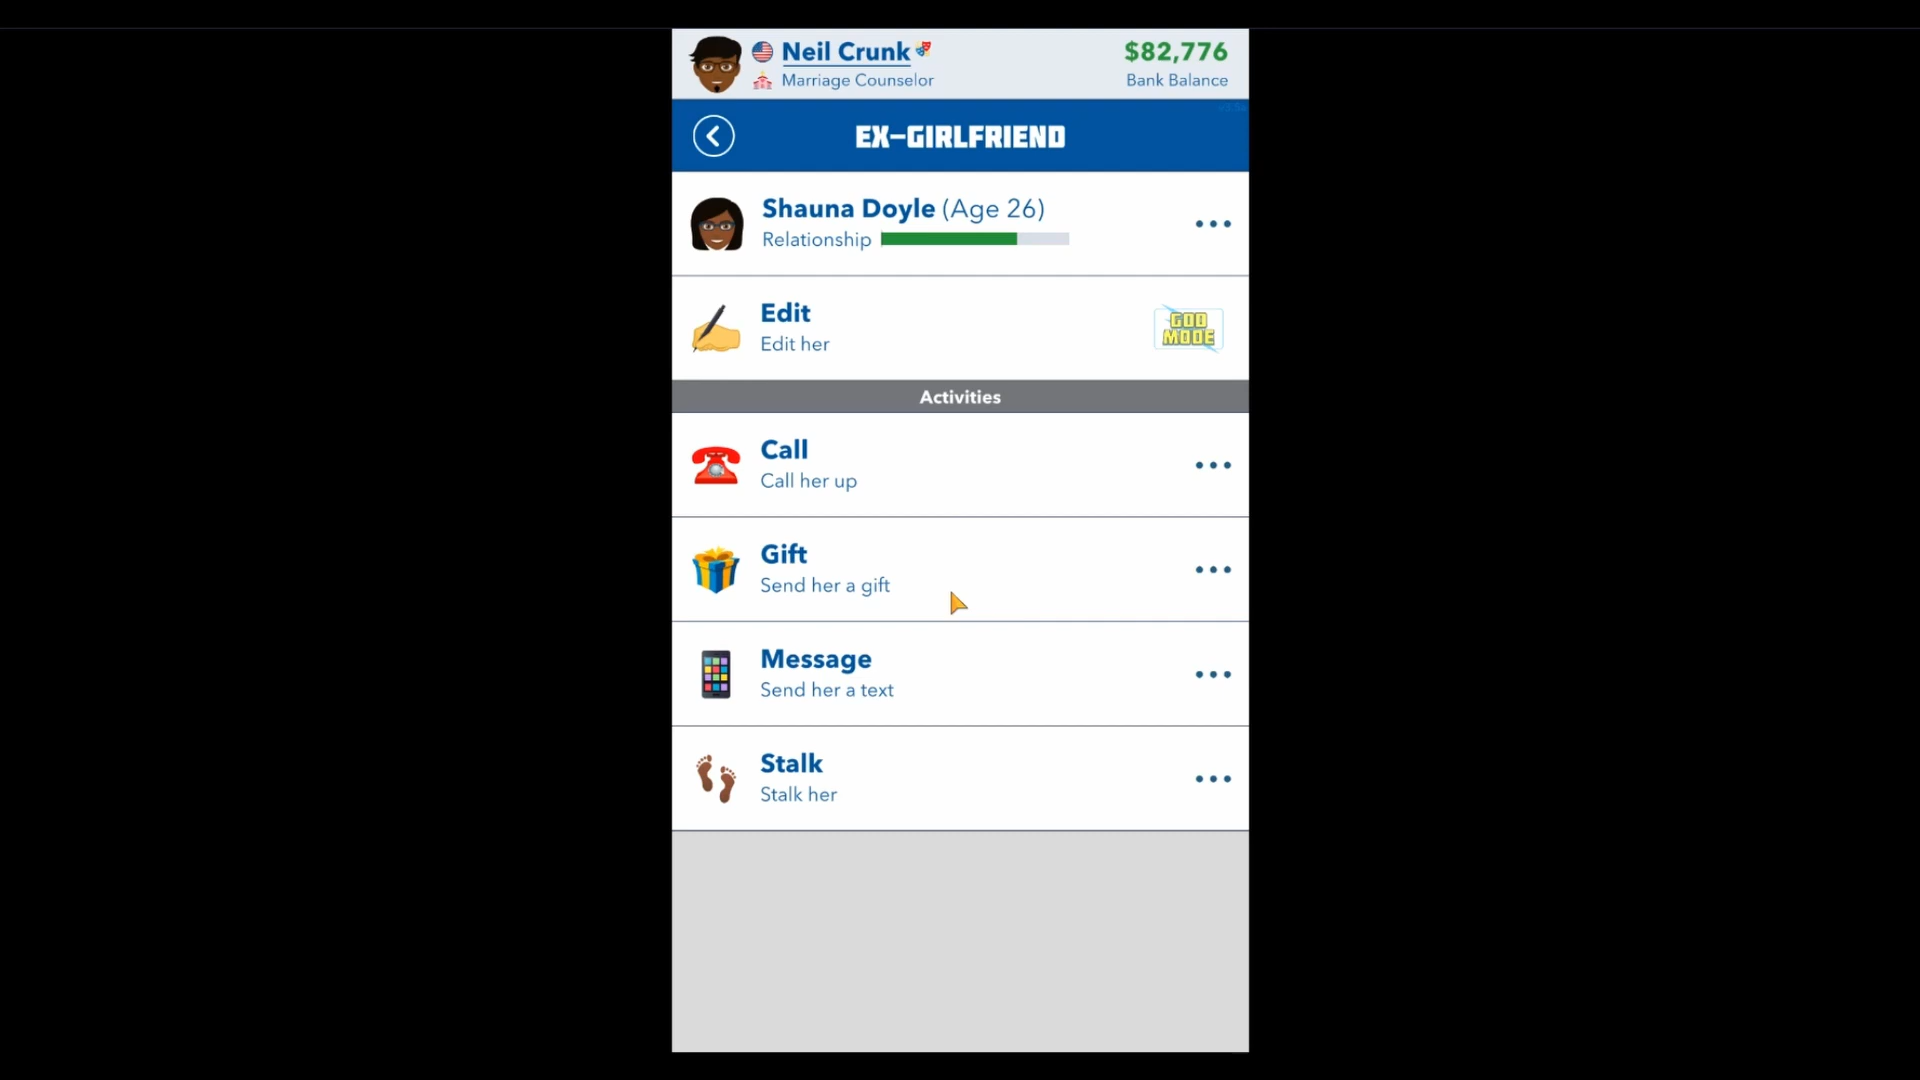 Neil Crunk
$82,776
Marriage Counselor
Bank Balance
EX-GIRLFRIEND
Shauna Doyle (Age 26)
Relationship
Edit
Edit her
GOD
MODE
Activities
Call
Call her up
Gift
Send her a gift
Message
Send her a text
Stalk
Stalk her